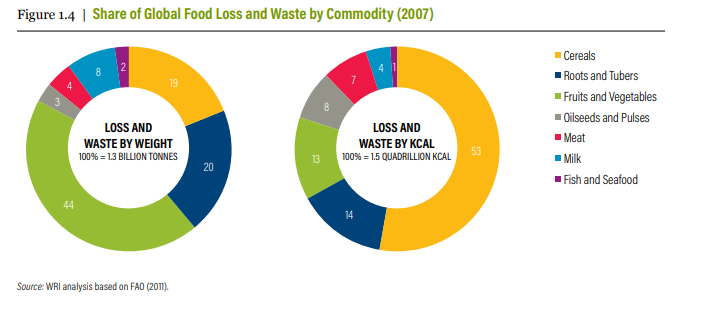 Figure 1.4 | Share of Global Food Loss and Waste by Commodity (2007)
2
8
4
3
44
20
19
LOSS AND
WASTE BY WEIGHT
100% = 1.3 BILLION TONNES
1
4
7
8
13
14
53
LOSS AND
WASTE BY KCAL
100% = 1.5 QUADRILLION KCAL
Cereals
Roots and Tubers
Fruits and Vegetables
Oilseeds and Pulses
Meat
Milk
Fish and Seafood
Source: WRI analysis based on FAO (2011).